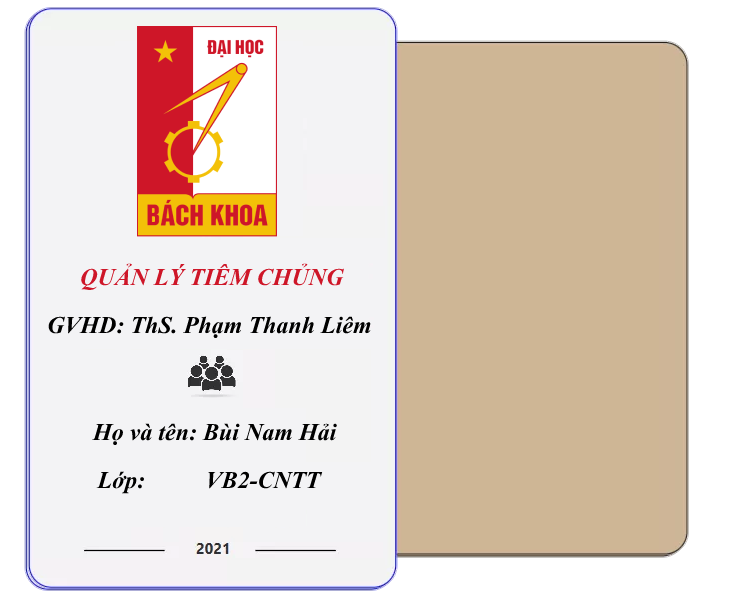 ĐẠI HỌC
BÁCH KHOA
QUẢN LÝ TIÊM CHỦNG
GVHD: ThS. Phạm Thanh Liêm
Họ và tên: Bùi Nam Hải
Lớp: VB2-CNTT
2021